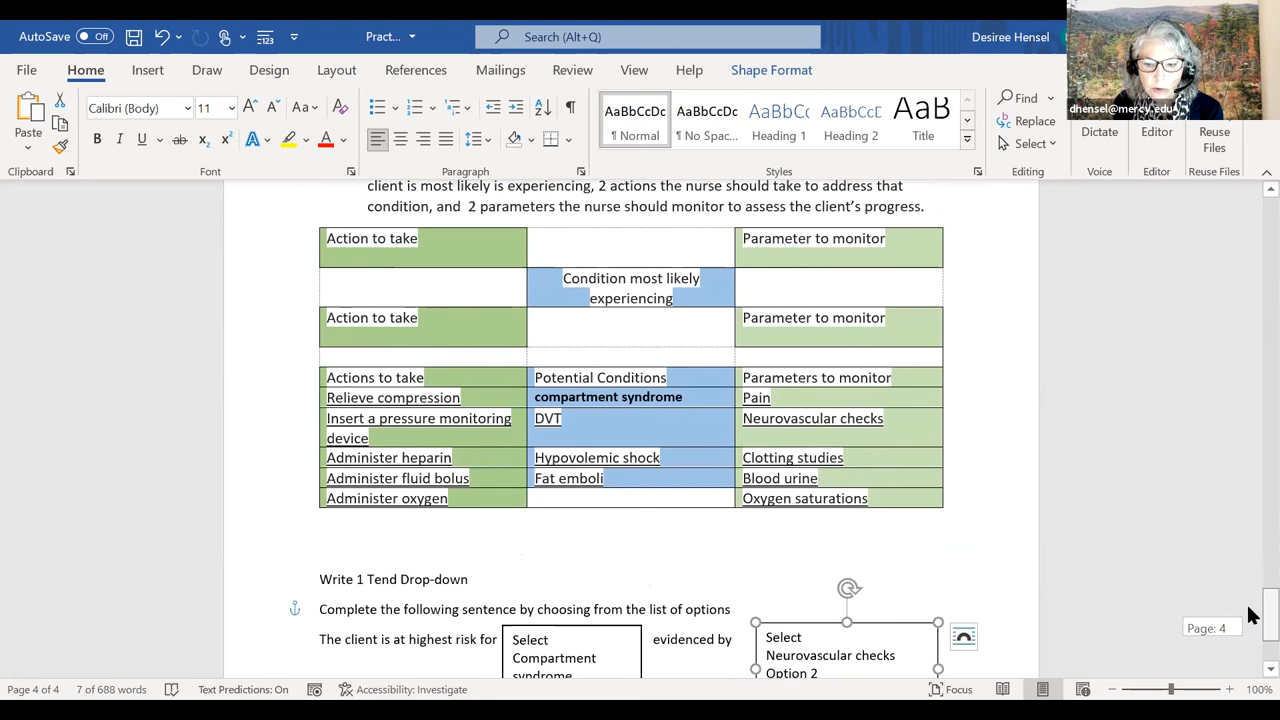 AutoSave Off Pract... Search (Alt+Q) Desiree Hensel
File Home Insert Draw Design Layout References Mailings Review View Help Shape Format
dhensel@mercy.edu
Paste
Clipboard
Calibri (Body) 11
Font
Paragraph
AaBbCcDc AaBbCcDc AaBbCc AaBbCcD AaB
¶ Normal ¶ No Spac... Heading 1 Heading 2 Title
Styles
Find
Replace
Select
Editing
Dictate
Voice
Editor
Editor
Reuse
Files
Reuse Files
client is most likely is experiencing, 2 actions the nurse should take to address that
condition, and 2 parameters the nurse should monitor to assess the client's progress.
Action to take Parameter to monitor
Condition most likely
experiencing
Action to take Parameter to monitor
Actions to take Potential Conditions Parameters to monitor
Relieve compression compartment syndrome Pain
Insert a pressure monitoring DVT Neurovascular checks
device
Administer heparin Hypovolemic shock Clotting studies
Administer fluid bolus Fat emboli Blood urine
Administer oxygen Oxygen saturations
Write 1 Tend Drop-down
Complete the following sentence by choosing from the list of options
The client is at highest risk for Select evidenced by Select
Compartment Neurovascular checks
syndrome Option 2
Page: 4
Page 4 of 4 7 of 688 words Text Predictions: On Accessibility: Investigate Focus 100%